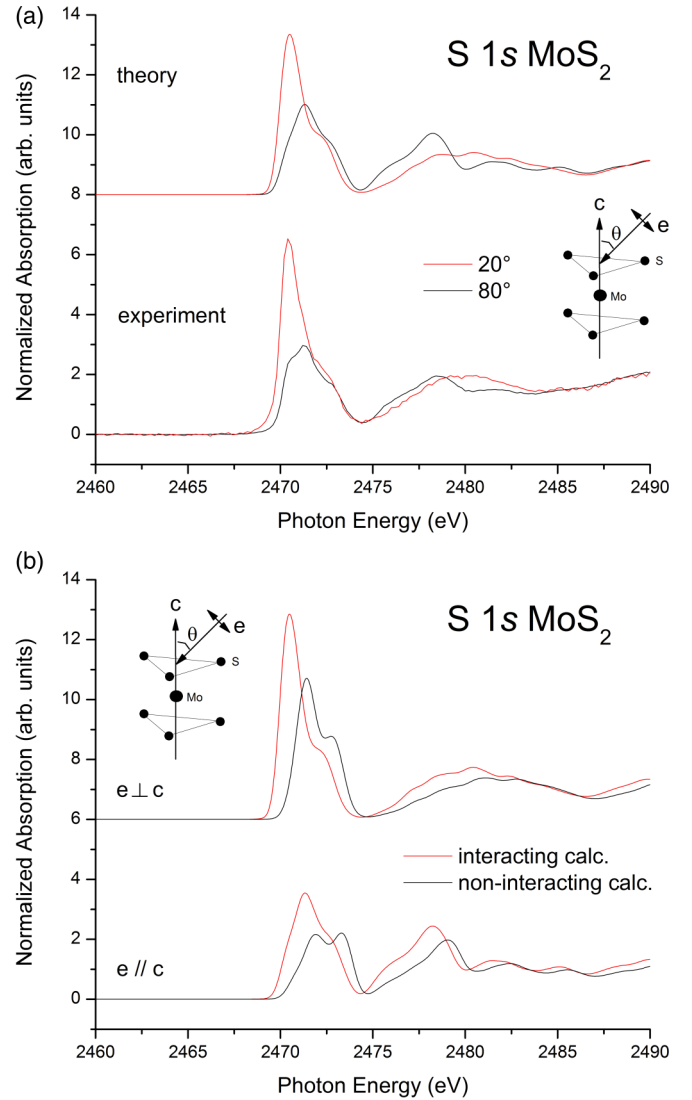 (a)
14
12
10
8
6
4
2
0
Normalized Absorption (arb. units)
S 1s MoS2
theory
experiment
20°
80°
c
θ
e
S
Mo
2460 2465 2470 2475 2480 2485 2490
Photon Energy (eV)
(b)
14
12
10
8
6
4
2
0
Normalized Absorption (arb. units)
S 1s MoS2
c
θ
e
S
Mo
e ⊥ c
interacting calc.
non-interacting calc.
e // c
2460 2465 2470 2475 2480 2485 2490
Photon Energy (eV)